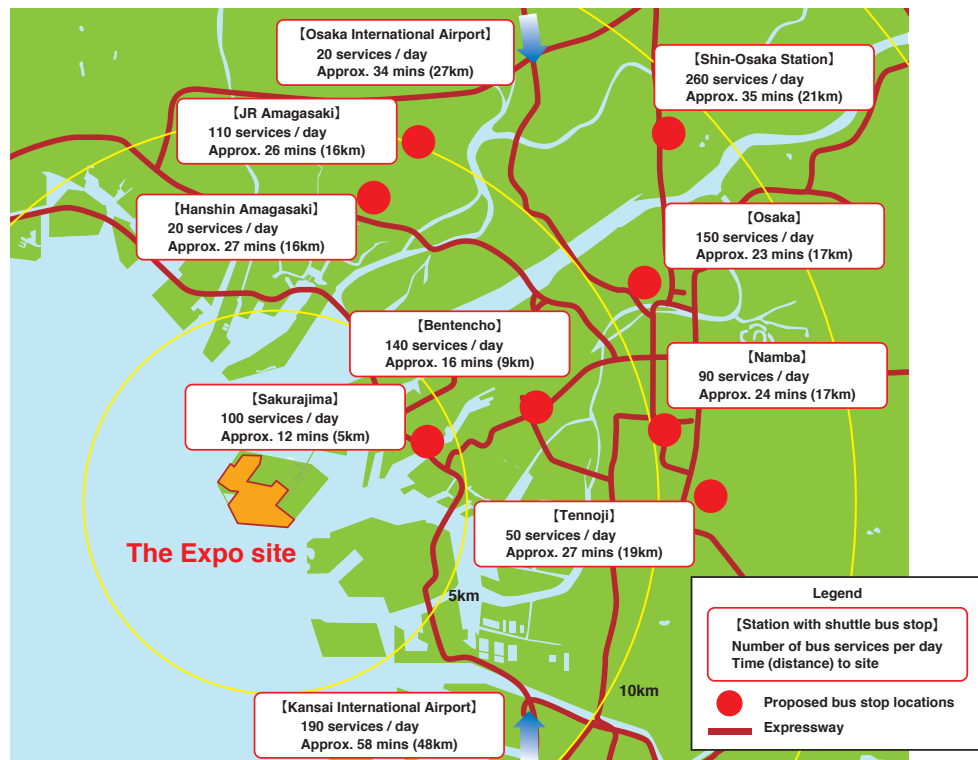 【Osaka International Airport】
20 services / day
Approx. 34 mins (27km)
【Shin-Osaka Station】
260 services / day
Approx. 35 mins (21km)
【JR Amagasaki】
110 services / day
Approx. 26 mins (16km)
【Hanshin Amagasaki】
20 services / day
Approx. 27 mins (16km)
【Osaka】
150 services / day
Approx. 23 mins (17km)
【Bentencho】
140 services / day
Approx. 16 mins (9km)
【Namba】
90 services / day
Approx. 24 mins (17km)
【Sakurajima】
100 services / day
Approx. 12 mins (5km)
【Tennoji】
50 services / day
Approx. 27 mins (19km)
The Expo site
5km
10km
【Kansai International Airport】
190 services / day
Approx. 58 mins (48km)
Legend
【Station with shuttle bus stop】
Number of bus services per day
Time (distance) to site
Proposed bus stop locations
Expressway